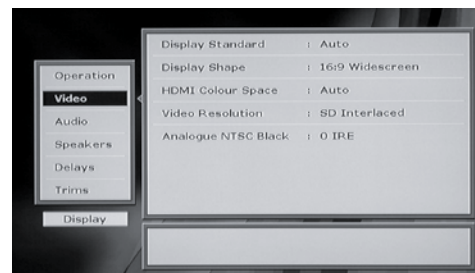 Operation
Video
Audio
Speakers
Delays
Trims
Display
Display Standard : Auto
Display Shape : 16:9 Widescreen
HDMI Colour Space : Auto
Video Resolution : SD Interlaced
Analogue NTSC Black : 0 IRE